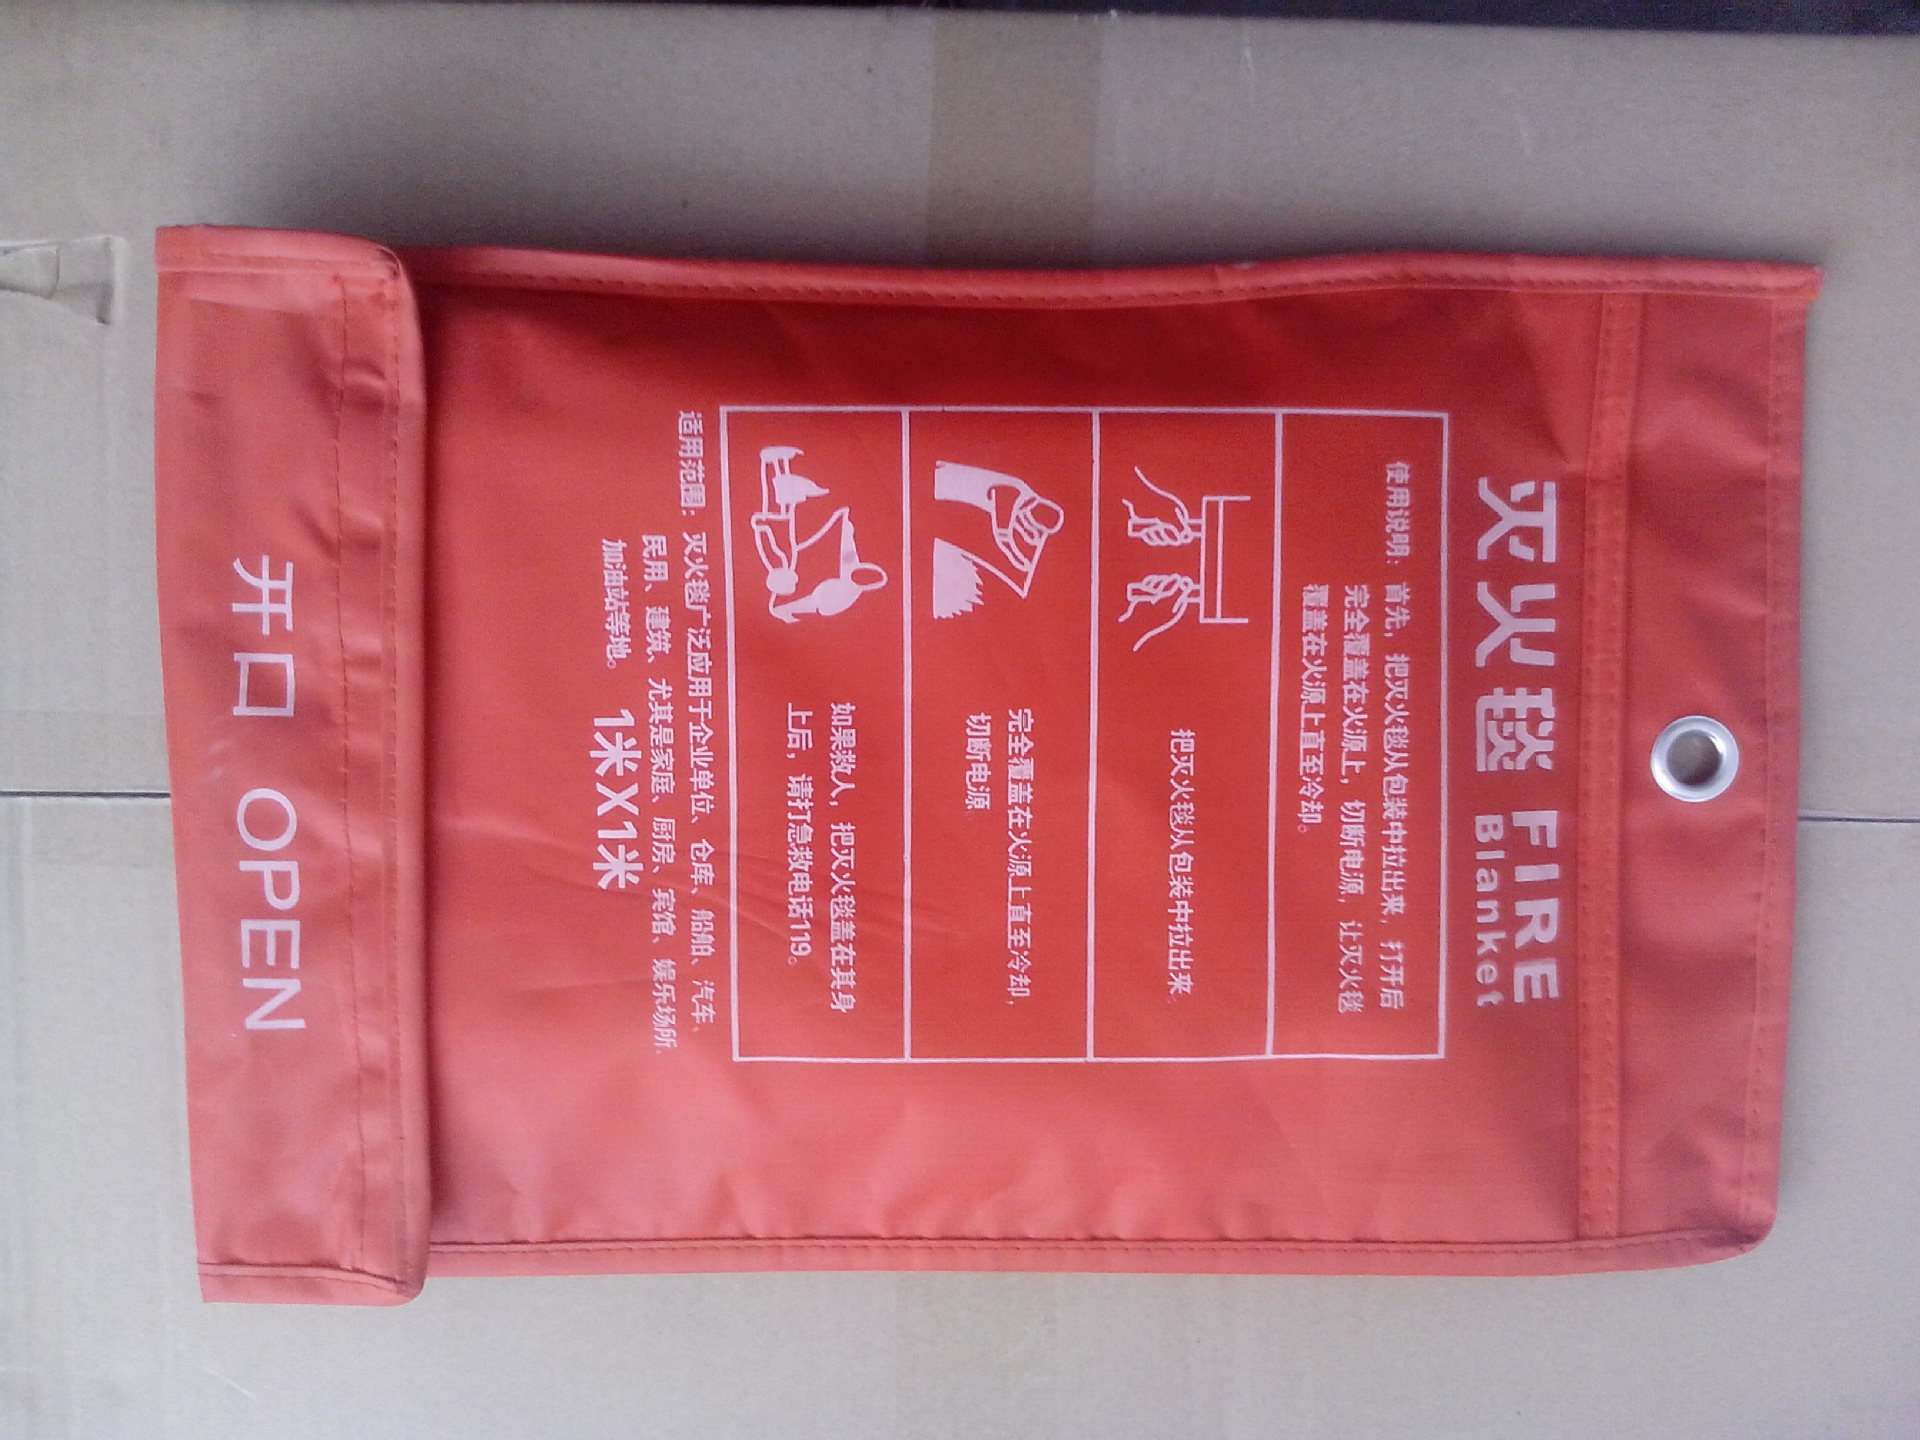 灭火毯 FIRE
Blanket
使用说明：首先，把灭火毯从包装中拉出来，打开后
完全覆盖在火源上，切断电源，让灭火毯
覆盖在火源上直至冷却。
把灭火毯从包装中拉出来。
完全覆盖在火源上直至冷却，
切断电源
如果救人，把灭火毯盖在其身
上后，请打急救电话119。
适用范围：灭火毯广泛应用于企业单位、仓库、船舶、汽车、
民用、建筑、尤其是家庭、厨房、宾馆、娱乐场所、
加油站等地。
1米X1米
开口 OPEN